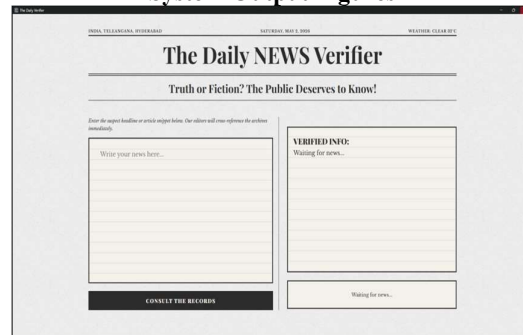 The Daily Verifier
INDIA, TELEANGANA, HYDERABAD
SATURDAY, MAY 2, 2026
WEATHER: CLEAR 32°C
The Daily NEWS Verifier
Truth or Fiction? The Public Deserves to Know!
Enter the suspect headline or article snippet below. Our editors will cross-reference the archives
immediately.
Write your news here...
VERIFIED INFO:
Waiting for news...
CONSULT THE RECORDS
Waiting for news...